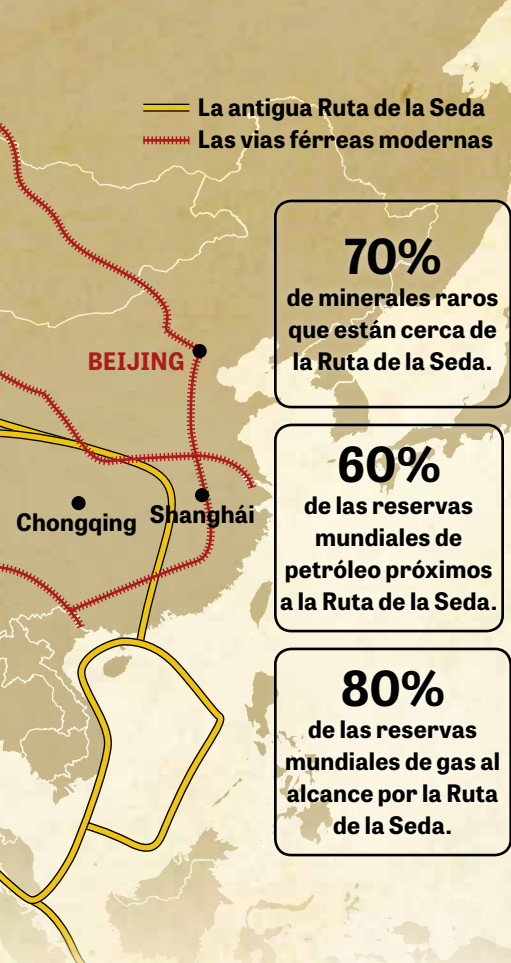 La antigua Ruta de la Seda
Las vias férreas modernas
70%
de minerales raros
que están cerca de
la Ruta de la Seda.
BEIJING
60%
de las reservas
mundiales de
petróleo próximos
a la Ruta de la Seda.
Chongqing
Shanghái
80%
de las reservas
mundiales de gas al
alcance por la Ruta
de la Seda.